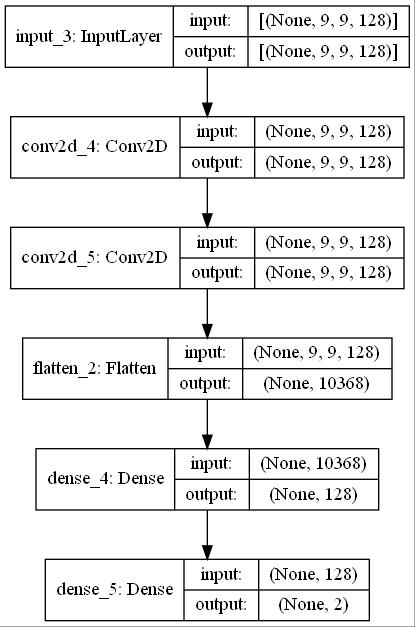 input_3: InputLayer
input: [(None, 9, 9, 128)]
output: [(None, 9, 9, 128)]
conv2d_4: Conv2D
input: (None, 9, 9, 128)
output: (None, 9, 9, 128)
conv2d_5: Conv2D
input: (None, 9, 9, 128)
output: (None, 9, 9, 128)
flatten_2: Flatten
input: (None, 9, 9, 128)
output: (None, 10368)
dense_4: Dense
input: (None, 10368)
output: (None, 128)
dense_5: Dense
input: (None, 128)
output: (None, 2)